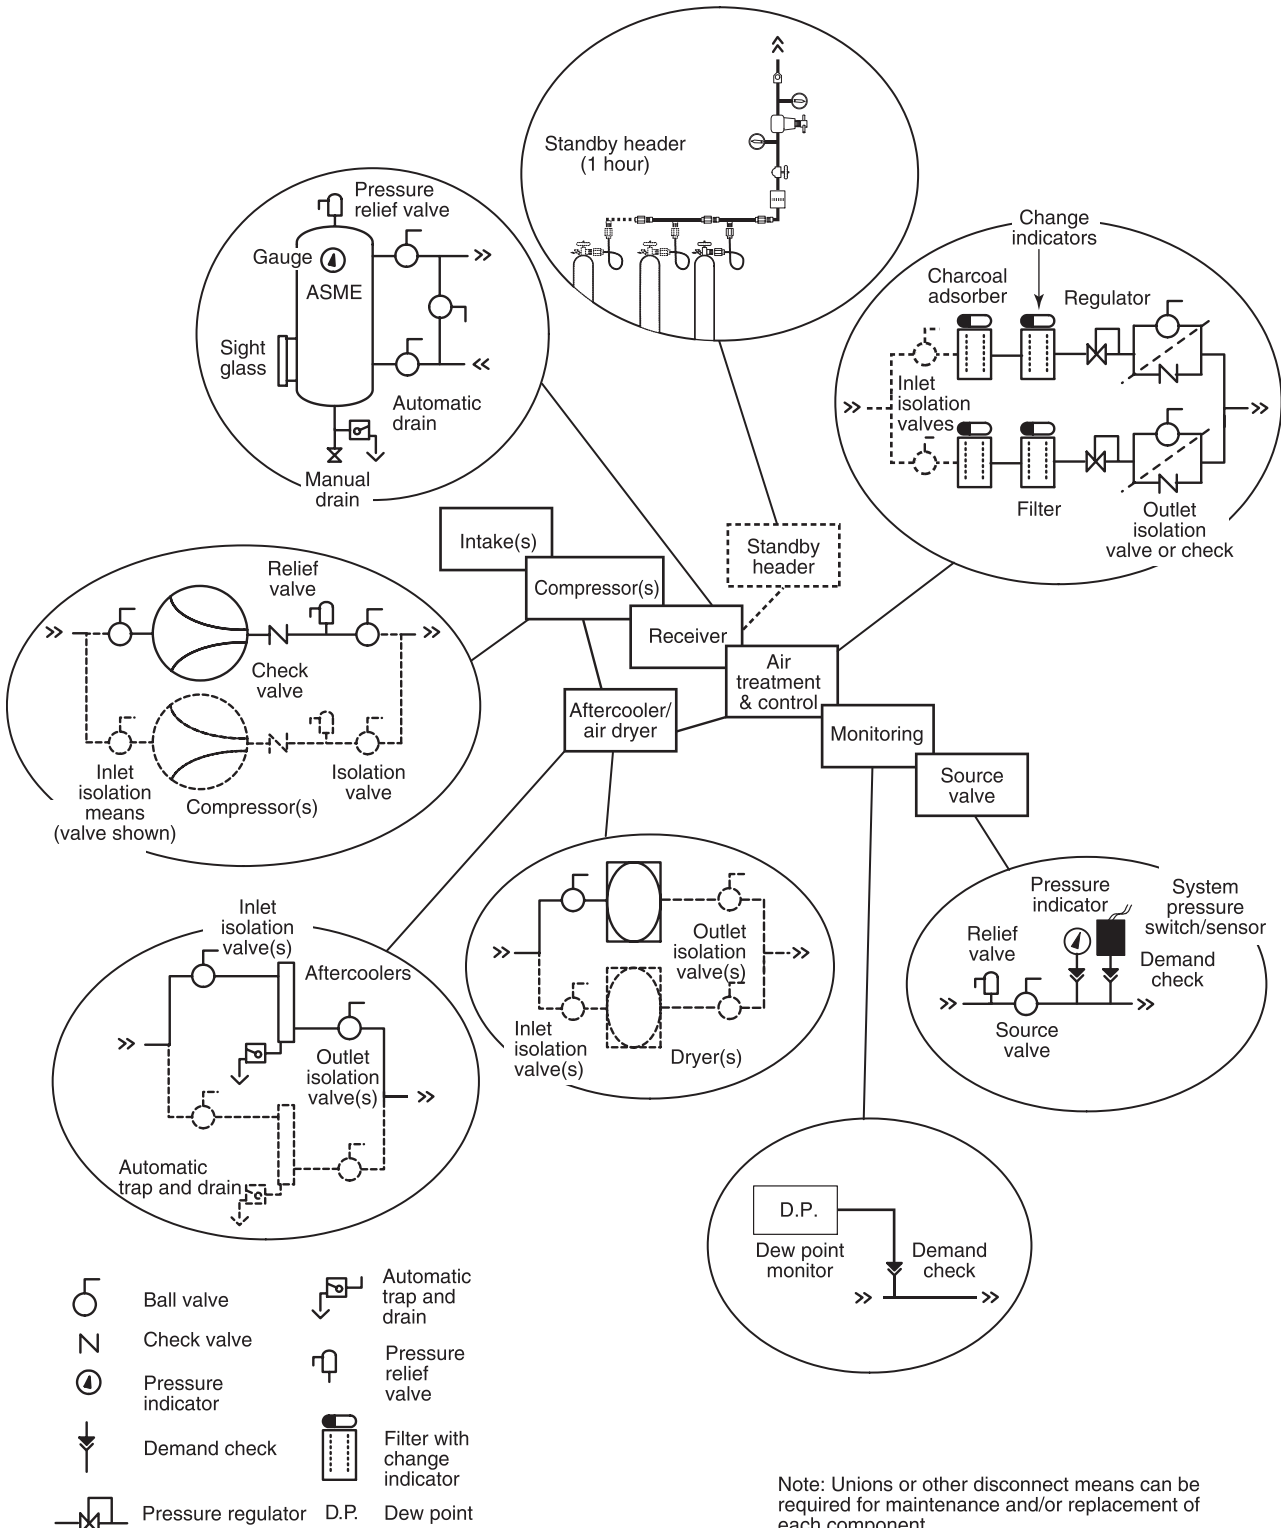 Standby header
(1 hour)
Pressure
relief valve
Gauge
ASME
Sight
glass
Automatic
drain
Manual
drain
Change
indicators
Charcoal
adsorber
Regulator
Inlet
isolation
valves
Filter
Outlet
isolation
valve or check
Intake(s)
Compressor(s)
Receiver
Standby
header
Air
treatment
& control
Aftercooler/
air dryer
Monitoring
Source
valve
Relief
valve
Check
valve
Inlet
isolation
means
(valve shown)
Compressor(s)
Isolation
valve
Inlet
isolation
valve(s)
Aftercoolers
Outlet
isolation
valve(s)
Automatic
trap and drain
Outlet
isolation
valve(s)
Inlet
isolation
valve(s)
Dryer(s)
Pressure
indicator
System
pressure
switch/sensor
Relief
valve
Demand
check
Source
valve
D.P.
Dew point
monitor
Demand
check
Ball valve
Check valve
Pressure
indicator
Demand check
Pressure regulator
Automatic
trap and
drain
Pressure
relief
valve
Filter with
change
indicator
D.P. Dew point
Note: Unions or other disconnect means can be
required for maintenance and/or replacement of
each component.